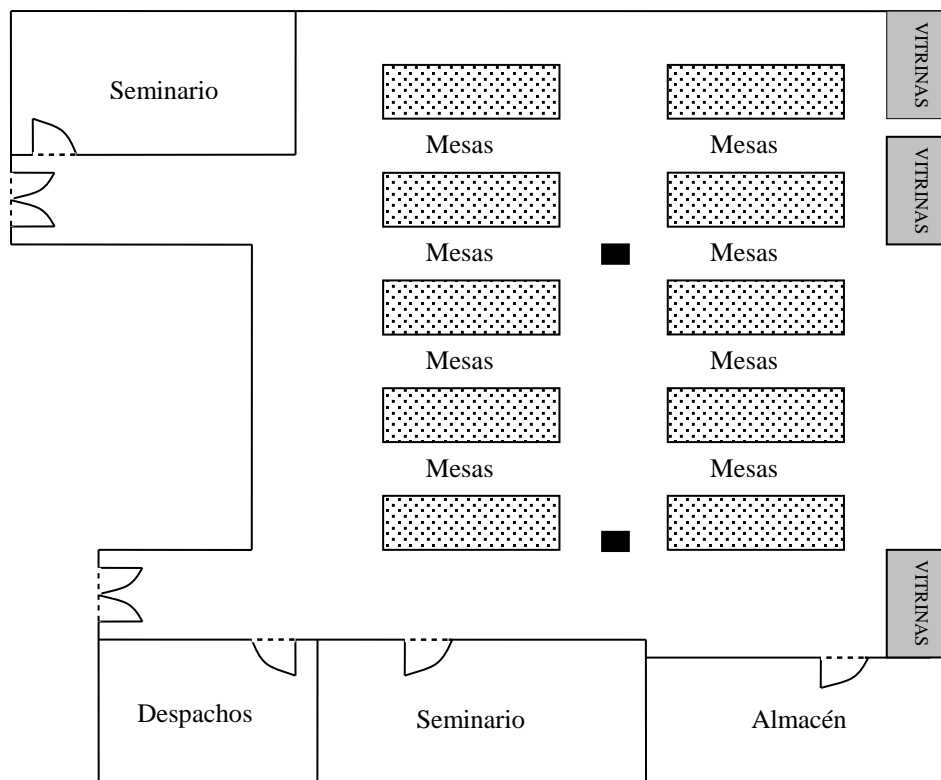 Seminario
VITRINAS
Mesas
Mesas
VITRINAS
Mesas
Mesas
Mesas
Mesas
Mesas
Mesas
VITRINAS
Despachos
Seminario
Almacén